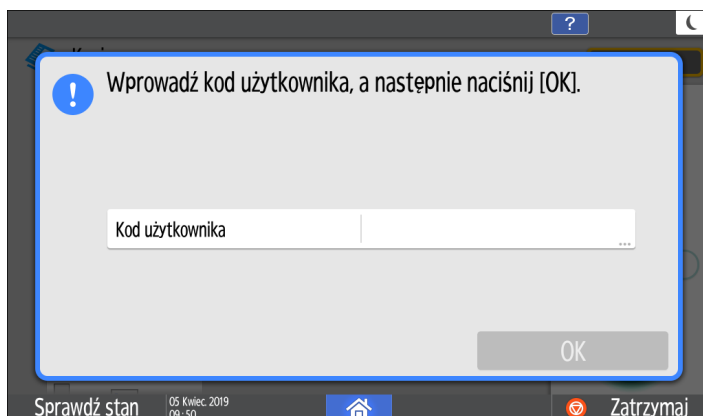 ?
Wprowadź kod użytkownika, a następnie naciśnij [OK].
!
Kod użytkownika
...
OK
Sprawdź stan
05 Kwiec. 2019
09:50
Zatrzymaj